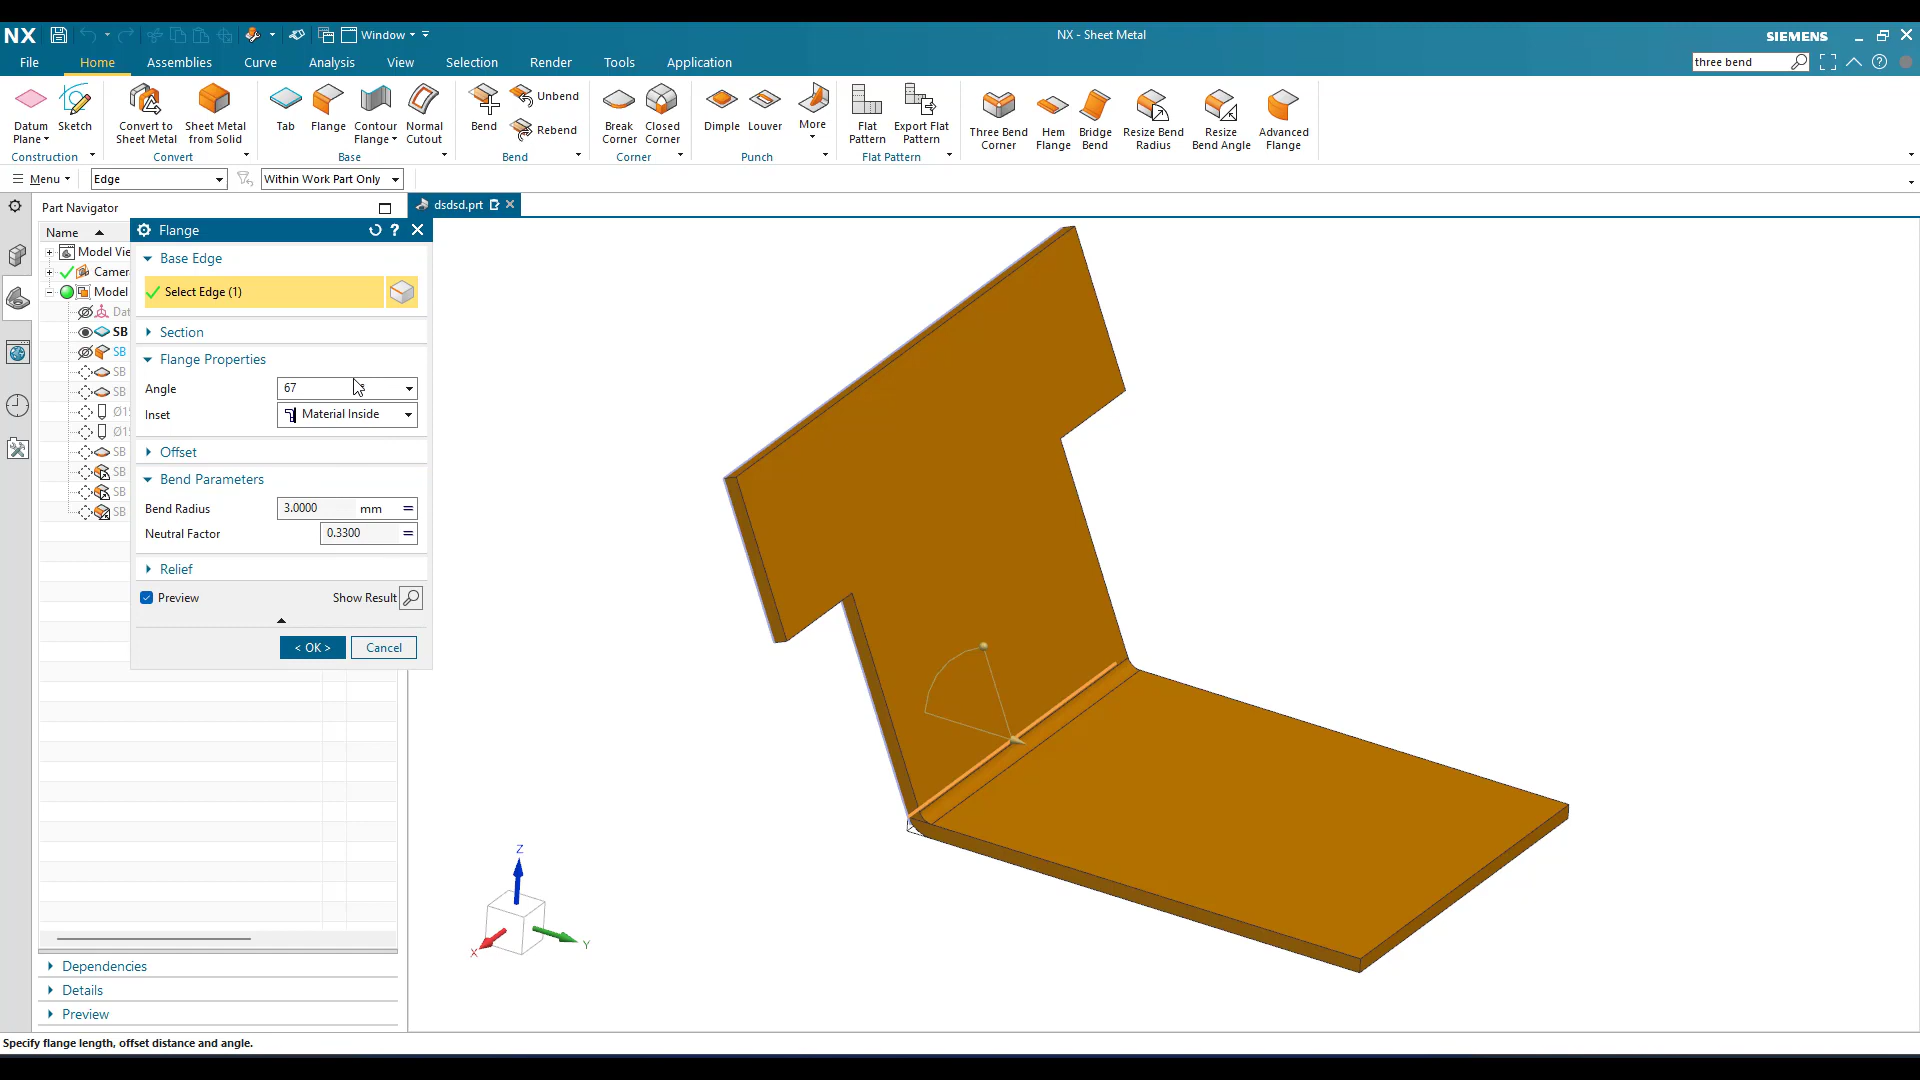 NX
Window
NX - Sheet Metal
SIEMENS
File
Home
Assemblies
Curve
Analysis
View
Selection
Render
Tools
Application
three bend
Datum Plane
Sketch
Construction
Convert to Sheet Metal
Sheet Metal from Solid
Convert
Tab
Flange
Contour Flange
Normal Cutout
Base
Bend
Unbend
Rebend
Bend
Break Corner
Closed Corner
Corner
Dimple
Louver
More
Punch
Flat Pattern
Export Flat Pattern
Flat Pattern
Three Bend Corner
Hem Flange
Bridge Bend
Resize Bend Radius
Resize Bend Angle
Advanced Flange
Menu
Edge
Within Work Part Only
Part Navigator
dsdsd.prt
Name
Model Vie
Camer
Model
Dat
SB
SB
SB
SB
Ø1
Ø1
SB
SB
SB
SB
Flange
Base Edge
Select Edge (1)
Section
Flange Properties
Angle
67
Inset
Material Inside
Offset
Bend Parameters
Bend Radius
3.0000
mm
Neutral Factor
0.3300
Relief
Preview
Show Result
< OK >
Cancel
Z
X
Y
Dependencies
Details
Preview
Specify flange length, offset distance and angle.